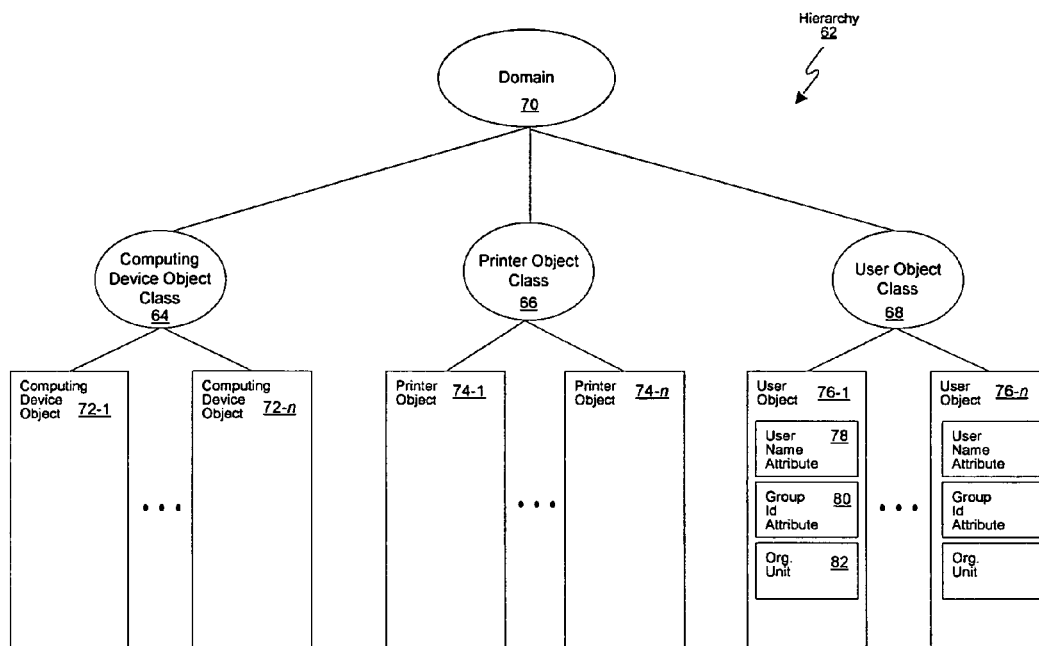 Hierarchy
62
Domain
70
Computing
Device Object
Class
64
Printer Object
Class
66
User Object
Class
68
Computing
Device
Object 72-1
Computing
Device
Object 72-n
Printer
Object 74-1
Printer
Object 74-n
User
Object 76-1
User 78
Name
Attribute
Group 80
Id
Attribute
Org. 82
Unit
User
Object 76-n
User
Name
Attribute
Group
Id
Attribute
Org.
Unit